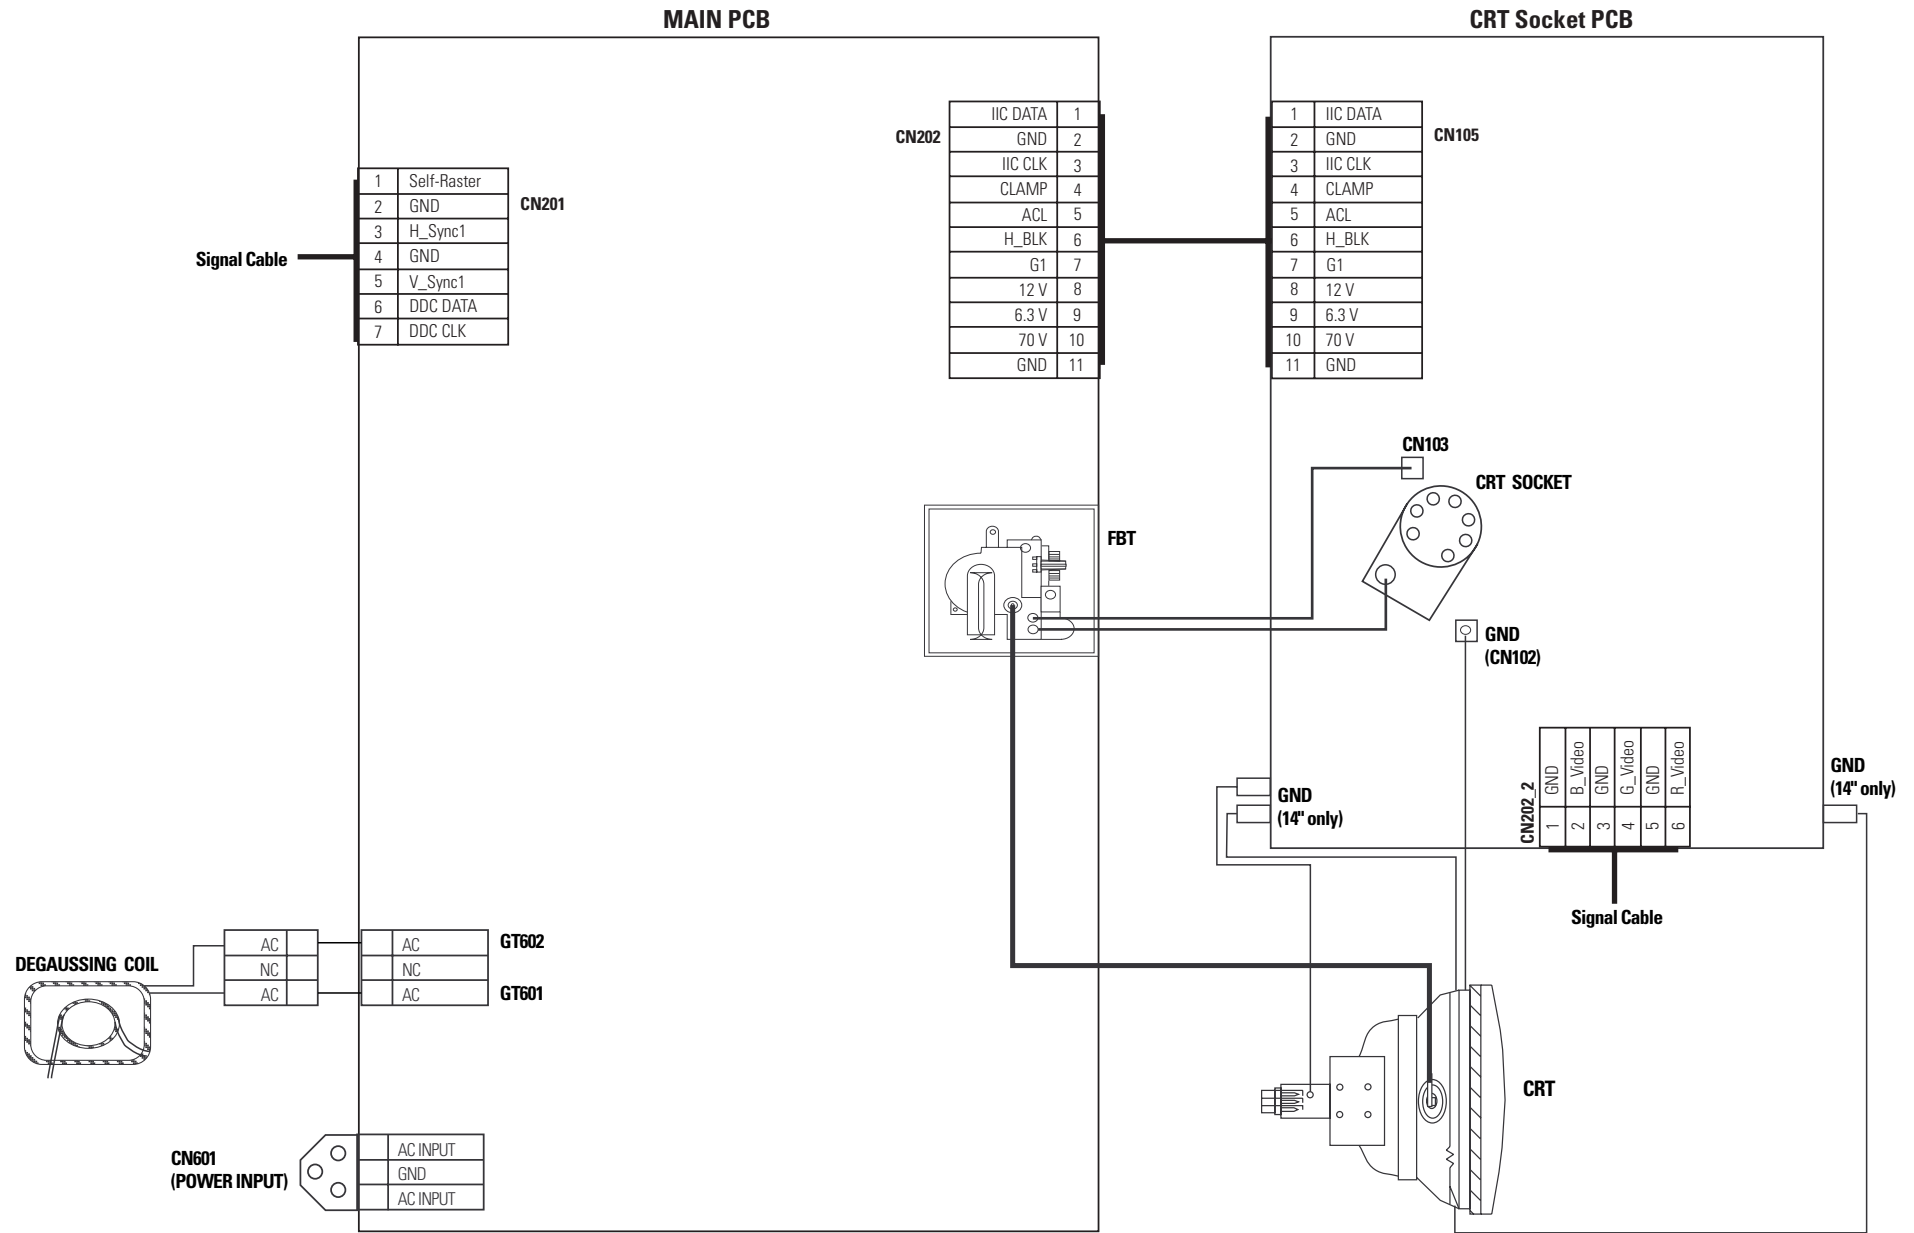 MAIN PCB
CRT Socket PCB
CN202
IIC DATA 1
GND 2
IIC CLK 3
CLAMP 4
ACL 5
H_BLK 6
G1 7
12 V 8
6.3 V 9
70 V 10
GND 11
1 IIC DATA
2 GND
3 IIC CLK
4 CLAMP
5 ACL
6 H_BLK
7 G1
8 12 V
9 6.3 V
10 70 V
11 GND
CN105
Signal Cable
1 Self-Raster
2 GND
3 H_Sync1
4 GND
5 V_Sync1
6 DDC DATA
7 DDC CLK
CN201
CN103
CRT SOCKET
FBT
GND
(CN102)
GND
(14" only)
CN202_2
1 GND
2 B_Video
3 GND
4 G_Video
5 GND
6 R_Video
GND
(14" only)
Signal Cable
DEGAUSSING COIL
AC
NC
AC
AC
NC
AC
GT602
GT601
CRT
CN601
(POWER INPUT)
AC INPUT
GND
AC INPUT